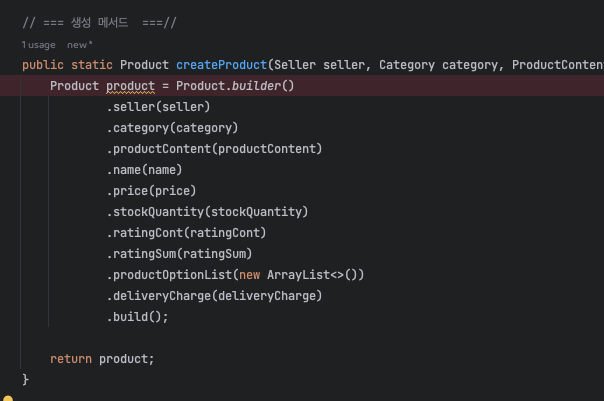 // === 생성 메서드  ===//
1 usage   new *
public static Product createProduct(Seller seller, Category category, ProductConten
Product product = Product.builder()
.seller(seller)
.category(category)
.productContent(productContent)
.name(name)
.price(price)
.stockQuantity(stockQuantity)
.ratingCont(ratingCont)
.ratingSum(ratingSum)
.productOptionList(new ArrayList<>())
.deliveryCharge(deliveryCharge)
.build();
return product;
}